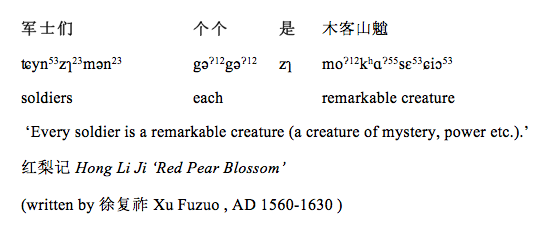 军士们 个个 是 木客山魈
ʨyn⁵³zʅ²³mən²³ gəˀ¹²gəˀ¹² zʅ moˀ¹²kʰɑˀ⁵⁵sɛ⁵³ɕiɔ⁵³
soldiers each remarkable creature
‘Every soldier is a remarkable creature (a creature of mystery, power etc.).’
红梨记 Hong Li Ji ‘Red Pear Blossom’
(written by 徐复祚 Xu Fuzuo , AD 1560-1630 )